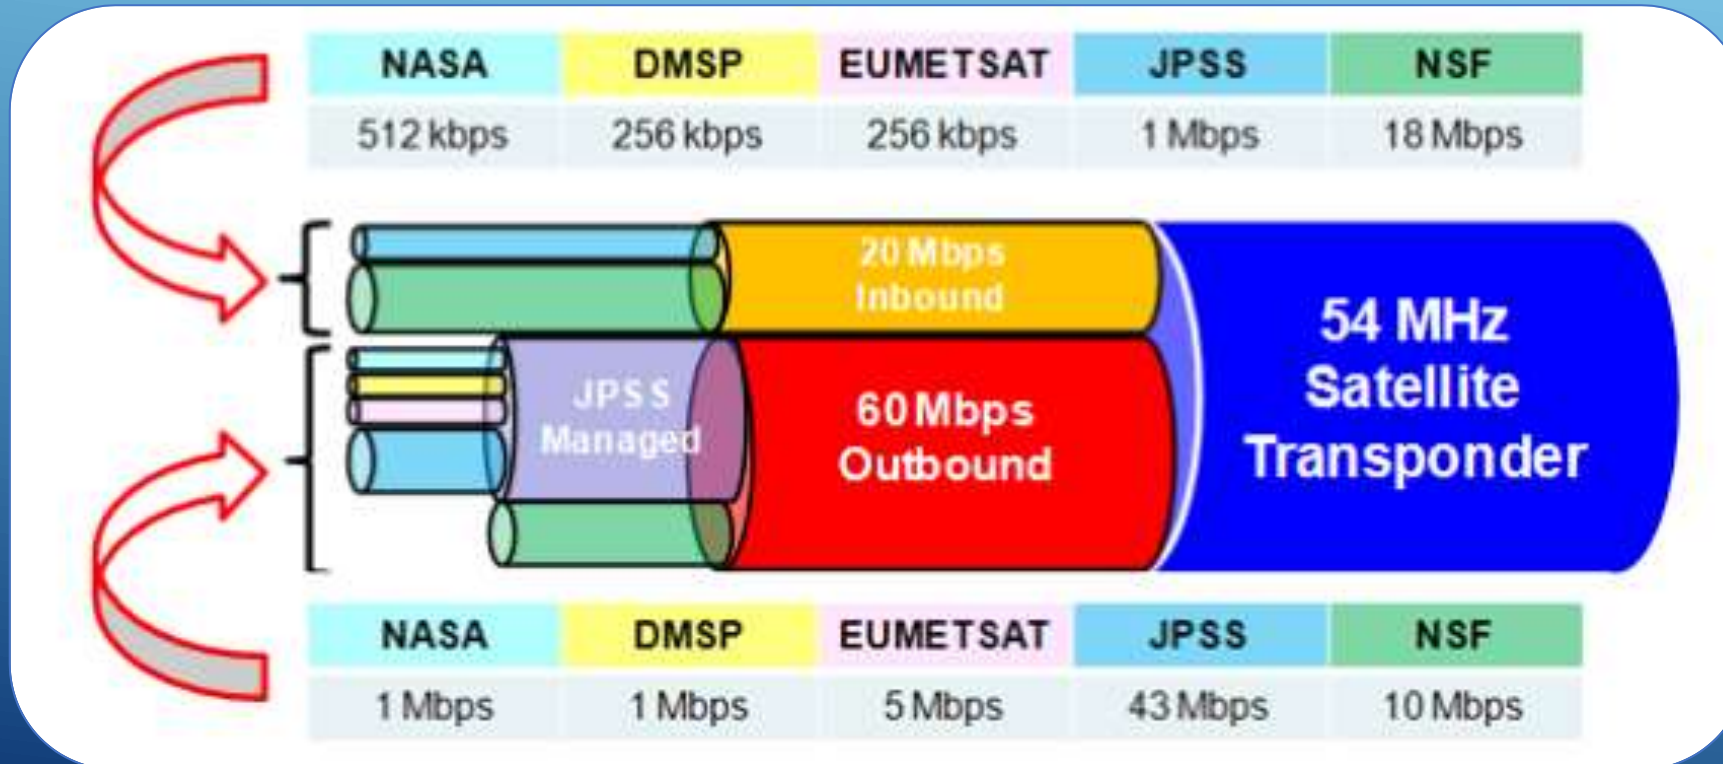 NASA DMSP EUMETSAT JPSS NSF
512 kbps 256 kbps 256 kbps 1 Mbps 18 Mbps
20 Mbps
Inbound
54 MHz
Satellite
Transponder
JPSS
Managed
60 Mbps
Outbound
NASA DMSP EUMETSAT JPSS NSF
1 Mbps 1 Mbps 5 Mbps 43 Mbps 10 Mbps